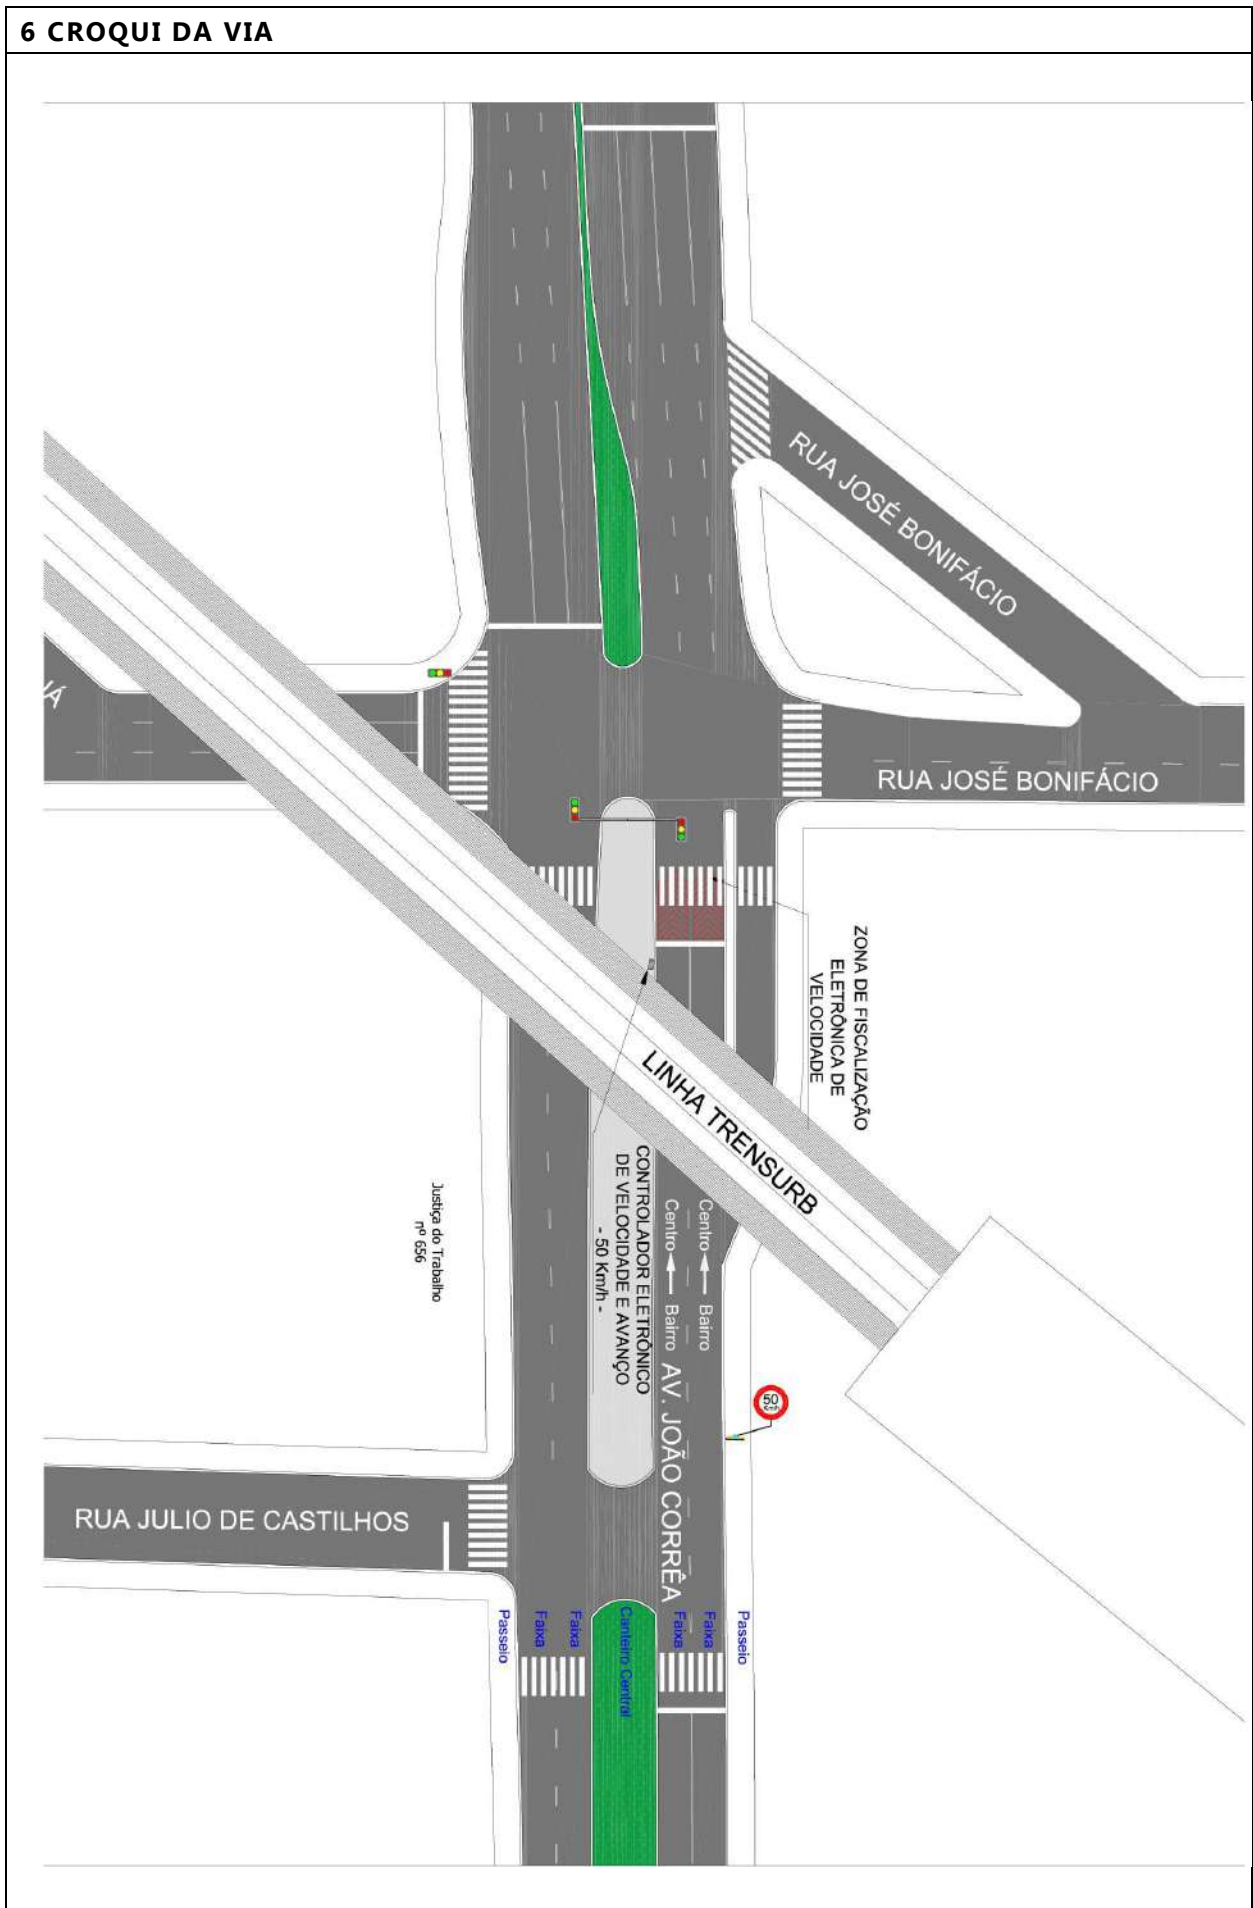 6 CROQUI DA VIA
RUA JOSÉ BONIFÁCIO
RUA JOSÉ BONIFÁCIO
ZONA DE FISCALIZAÇÃO
ELETRÔNICA DE
VELOCIDADE
LINHA TRENSURB
CONTROLADOR ELETRÔNICO
DE VELOCIDADE E AVANÇO
- 50 Km/h -
Centro Bairro
Centro Bairro
AV. JOÃO CORRÊA
Justiça do Trabalho
nº 656
50
Km/h
RUA JULIO DE CASTILHOS
Passeio
Faixa
Faixa
Canteiro Central
Faixa
Faixa
Passeio